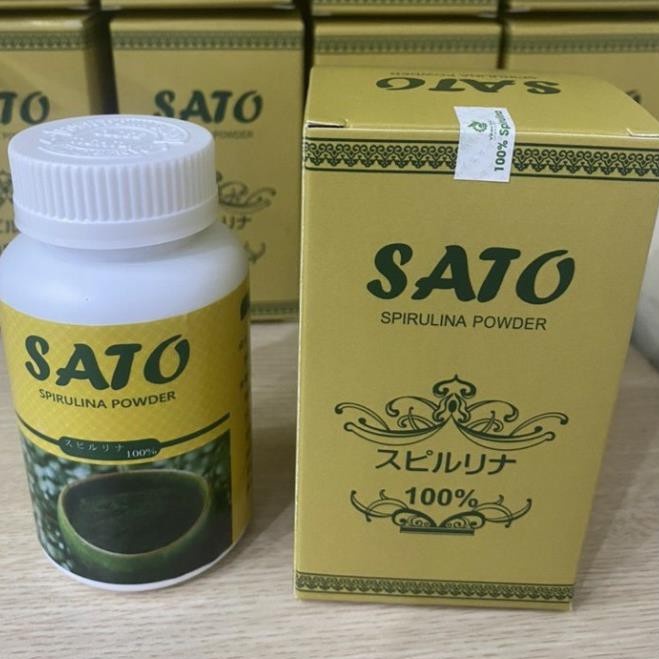 SATO
SATO
SPIRULINA POWDER
100% Spirulina
SATO
SPIRULINA POWDER
スピルリナ
100%
SATO
SPIRULINA POWDER
スピルリナ 100%